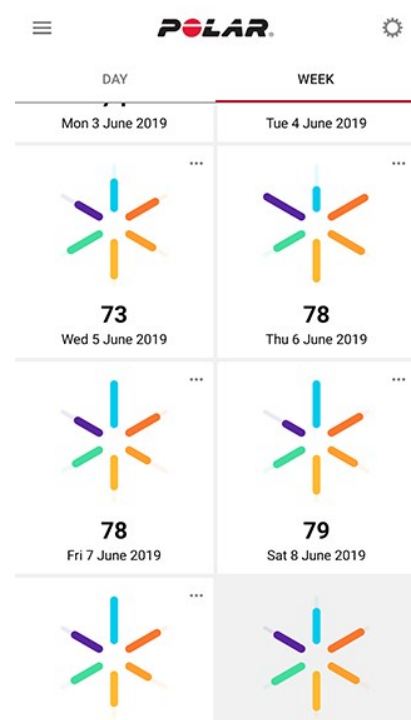 POLAR.
DAY
WEEK
Mon 3 June 2019
Tue 4 June 2019
73
Wed 5 June 2019
78
Thu 6 June 2019
78
Fri 7 June 2019
79
Sat 8 June 2019